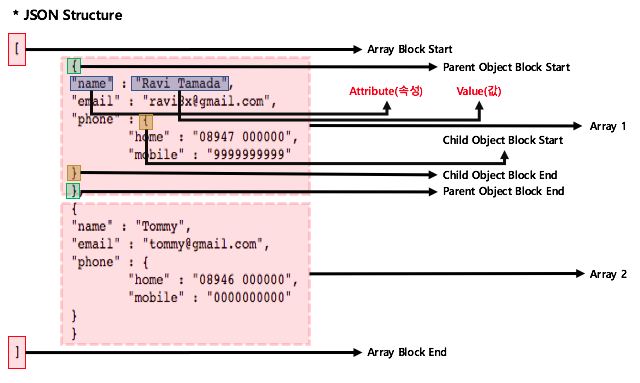 * JSON Structure
[ Array Block Start
{ Parent Object Block Start
"name" : "Ravi Tamada",
Attribute(속성) Value(값)
"email" : "ravi8x@gmail.com",
"phone" : {
Array 1
"home" : "08947 000000",
Child Object Block Start
"mobile" : "9999999999"
} Child Object Block End
}, Parent Object Block End
{
"name" : "Tommy",
"email" : "tommy@gmail.com",
"phone" : {
"home" : "08946 000000", Array 2
"mobile" : "0000000000"
}
}
] Array Block End